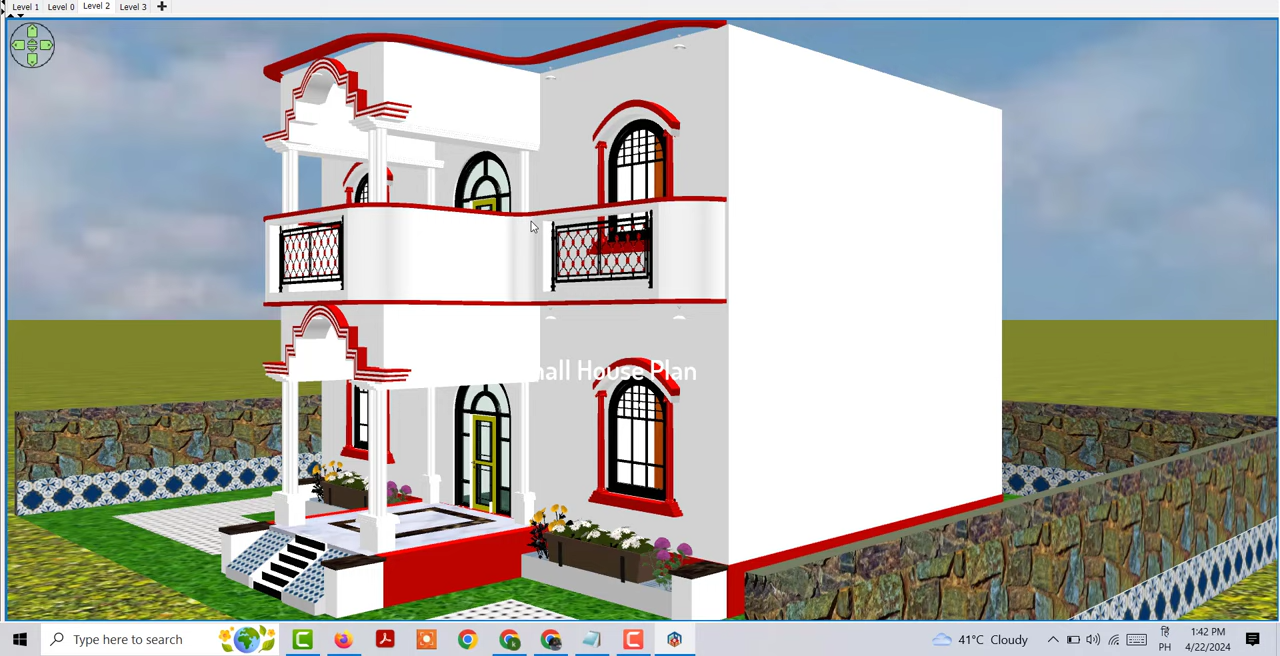 Level 1 Level 0 Level 2 Level 3
Small House Plan
Type here to search
41°C Cloudy
हि
PH
1:42 PM
4/22/2024